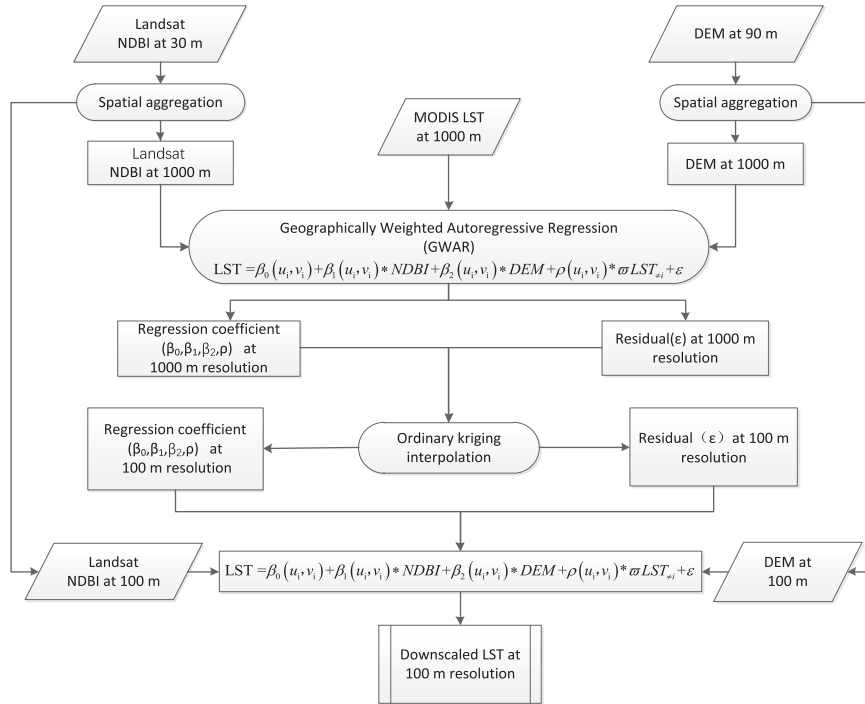 Landsat
NDBI at 30 m
DEM at 90 m
Spatial aggregation
Spatial aggregation
MODIS LST
at 1000 m
Landsat
NDBI at 1000 m
DEM at 1000 m
Geographically Weighted Autoregressive Regression
(GWAR)
LST =β₀(uᵢ,vᵢ)+β₁(uᵢ,vᵢ)* NDBI+β₂(uᵢ,vᵢ)* DEM+ρ(uᵢ,vᵢ)* ϖLST≠ᵢ+ε
Regression coefficient
(β₀,β₁,β₂,ρ) at
1000 m resolution
Residual(ε) at 1000 m
resolution
Regression coefficient
(β₀,β₁,β₂,ρ) at
100 m resolution
Ordinary kriging
interpolation
Residual （ε）at 100 m
resolution
Landsat
NDBI at 100 m
LST =β₀(uᵢ,vᵢ)+β₁(uᵢ,vᵢ)* NDBI+β₂(uᵢ,vᵢ)* DEM+ρ(uᵢ,vᵢ)* ϖLST≠ᵢ+ε
DEM at
100 m
Downscaled LST at
100 m resolution